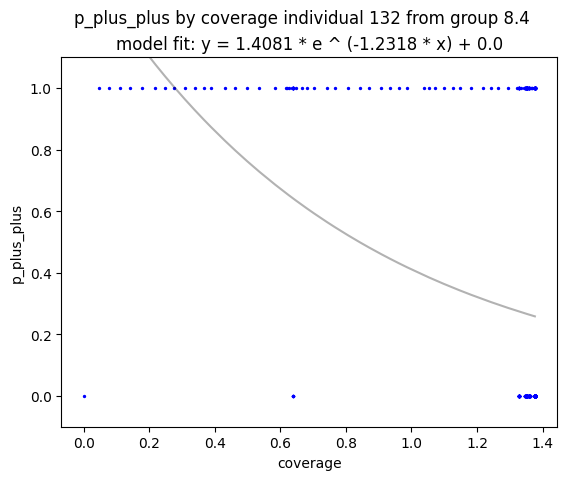 p_plus_plus by coverage individual 132 from group 8.4
model fit: y = 1.4081 * e ^ (-1.2318 * x) + 0.0
1.0
0.8
0.6
0.4
0.2
0.0
p_plus_plus
0.0 0.2 0.4 0.6 0.8 1.0 1.2 1.4
coverage